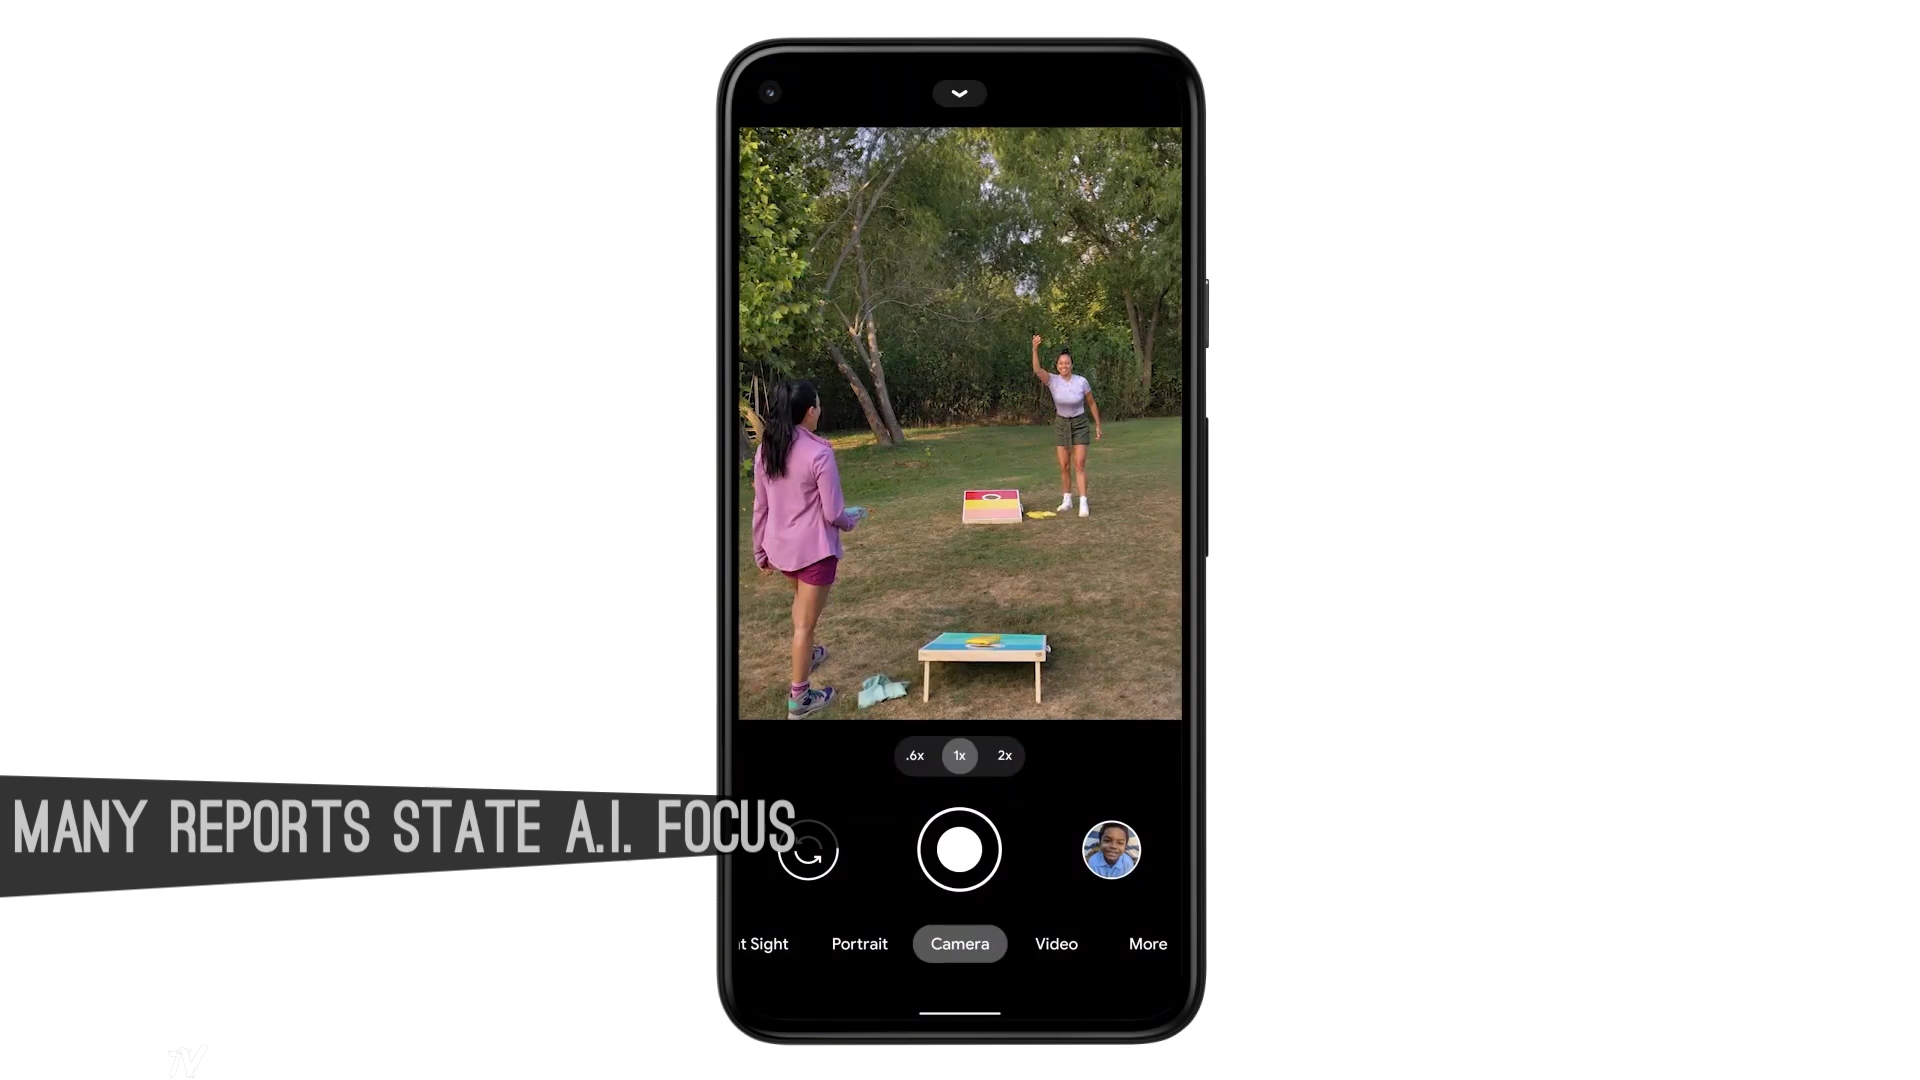 .6x 1x 2x
MANY REPORTS STATE A.I. FOCUS
t Sight Portrait Camera Video More